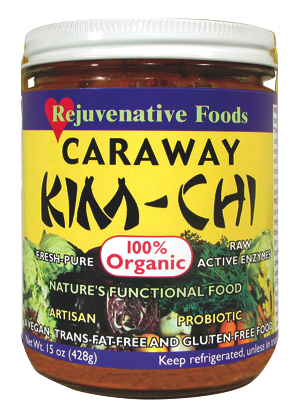 Rejuvenative Foods
CARAWAY
KIM-CHI
100%
Organic
FRESH-PURE
RAW
ACTIVE ENZYMES
NATURE'S FUNCTIONAL FOOD
ARTISAN PROBIOTIC
VEGAN, TRANS-FAT-FREE AND GLUTEN-FREE FOOD
Net Wt. 15 oz (428g)
Keep refrigerated, unless in